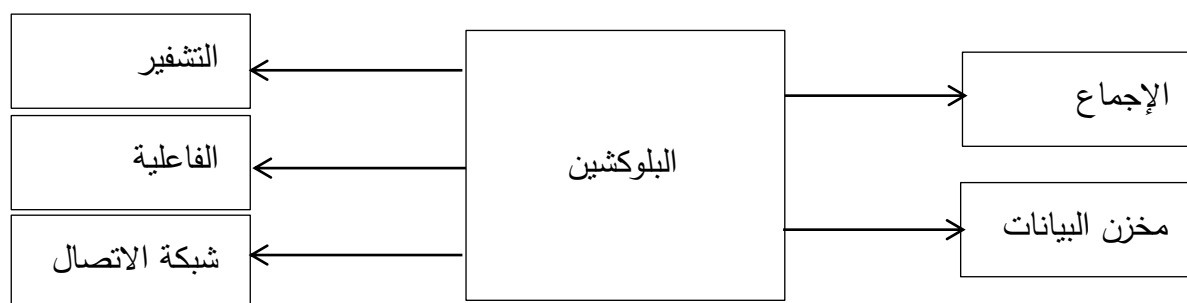 الإجماع
مخزن البيانات
البلوكشين
التشفير
الفاعلية
شبكة الاتصال